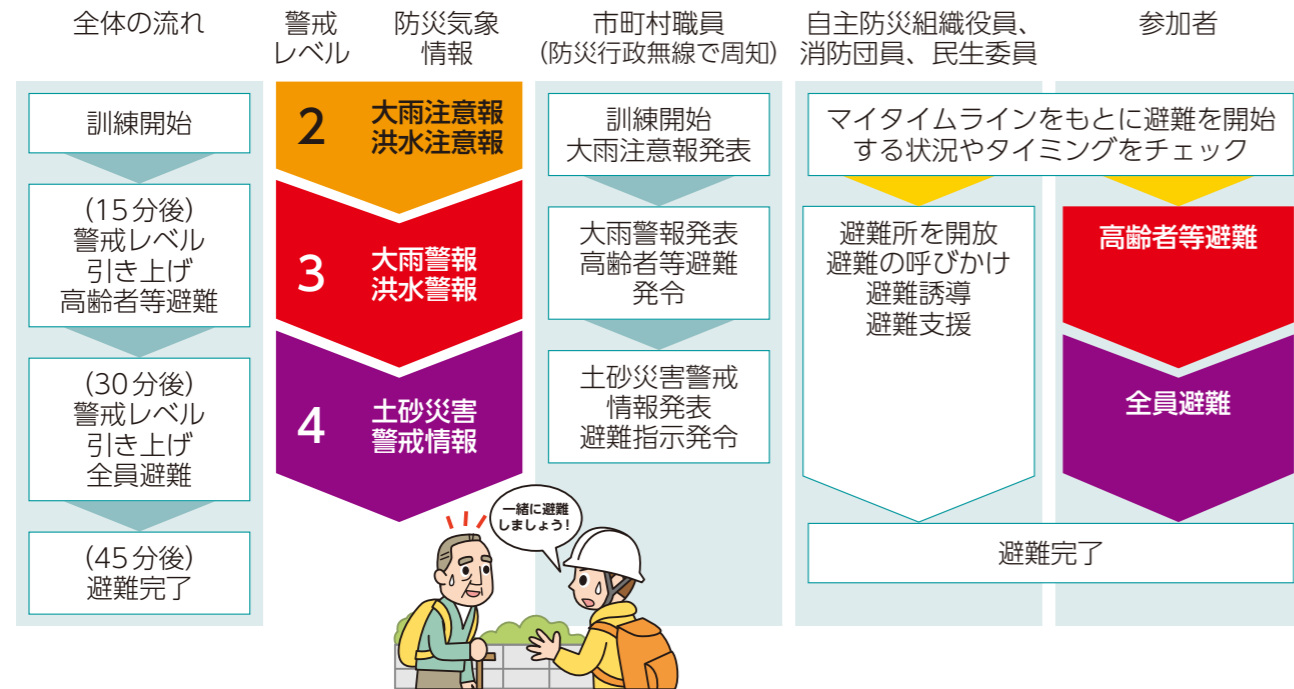 全体の流れ
警戒
レベル
防災気象
情報
市町村職員
(防災行政無線で周知)
自主防災組織役員、
消防団員、民生委員
参加者
訓練開始
(15分後)
警戒レベル
引き上げ
高齢者等避難
(30分後)
警戒レベル
引き上げ
全員避難
(45分後)
避難完了
2
大雨注意報
洪水注意報
3
大雨警報
洪水警報
4
土砂災害
警戒情報
訓練開始
大雨注意報発表
大雨警報発表
高齢者等避難
発令
土砂災害警戒
情報発表
避難指示発令
マイタイムラインをもとに避難を開始
する状況やタイミングをチェック
避難所を開放
避難の呼びかけ
避難誘導
避難支援
高齢者等避難
全員避難
避難完了
一緒に避難
しましょう!